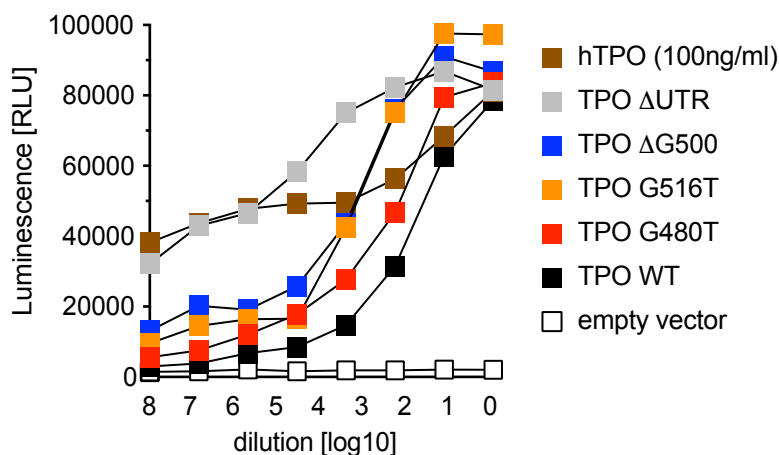 Luminescence [RLU]
100000
80000
60000
40000
20000
0
8 7 6 5 4 3 2 1 0
dilution [log10]
hTPO (100ng/ml)
TPO ΔUTR
TPO ΔG500
TPO G516T
TPO G480T
TPO WT
empty vector